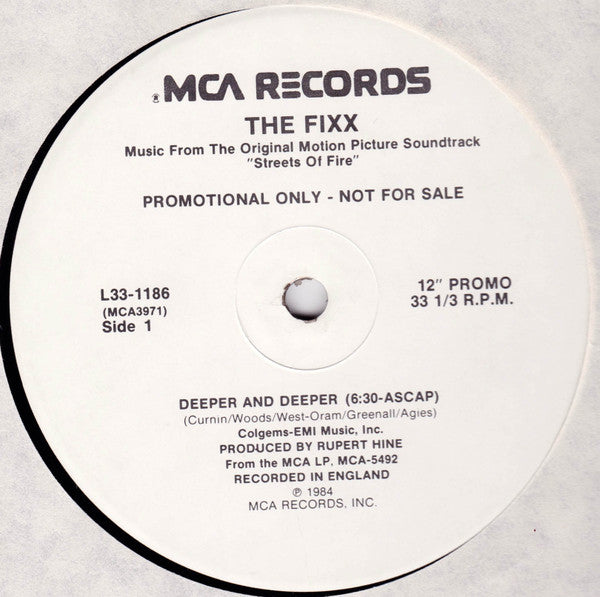 MCA RECORDS
THE FIXX
Music From The Original Motion Picture Soundtrack
"Streets Of Fire"
PROMOTIONAL ONLY - NOT FOR SALE
L33-1186
(MCA3971)
Side 1
12" PROMO
33 1/3 R.P.M.
DEEPER AND DEEPER (6:30-ASCAP)
(Curnin/Woods/West-Oram/Greenall/Agies)
Colgems-EMI Music, Inc.
PRODUCED BY RUPERT HINE
From the MCA LP, MCA-5492
RECORDED IN ENGLAND
℗ 1984
MCA RECORDS, INC.